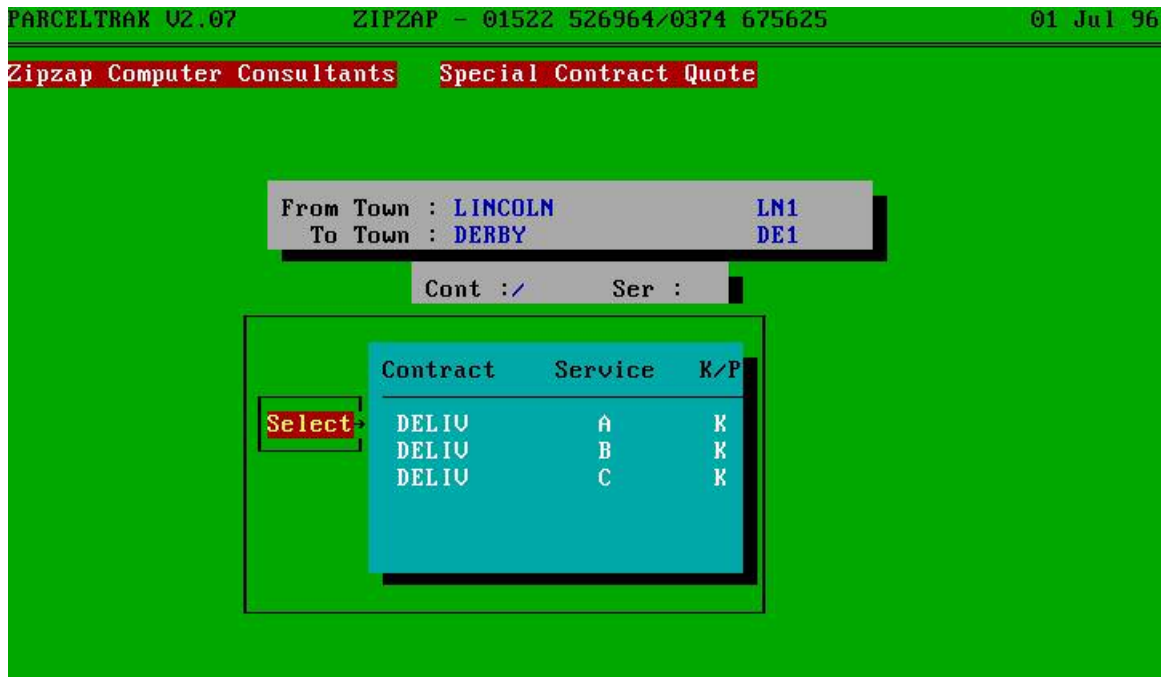 PARCELTRAK V2.07 ZIPZAP - 01522 526964/0374 675625 01 Jul 96
Zipzap Computer Consultants Special Contract Quote
From Town : LINCOLN LN1
To Town : DERBY DE1
Cont :/ Ser :
Contract Service K/P
Select→ DELIV A K
DELIV B K
DELIV C K